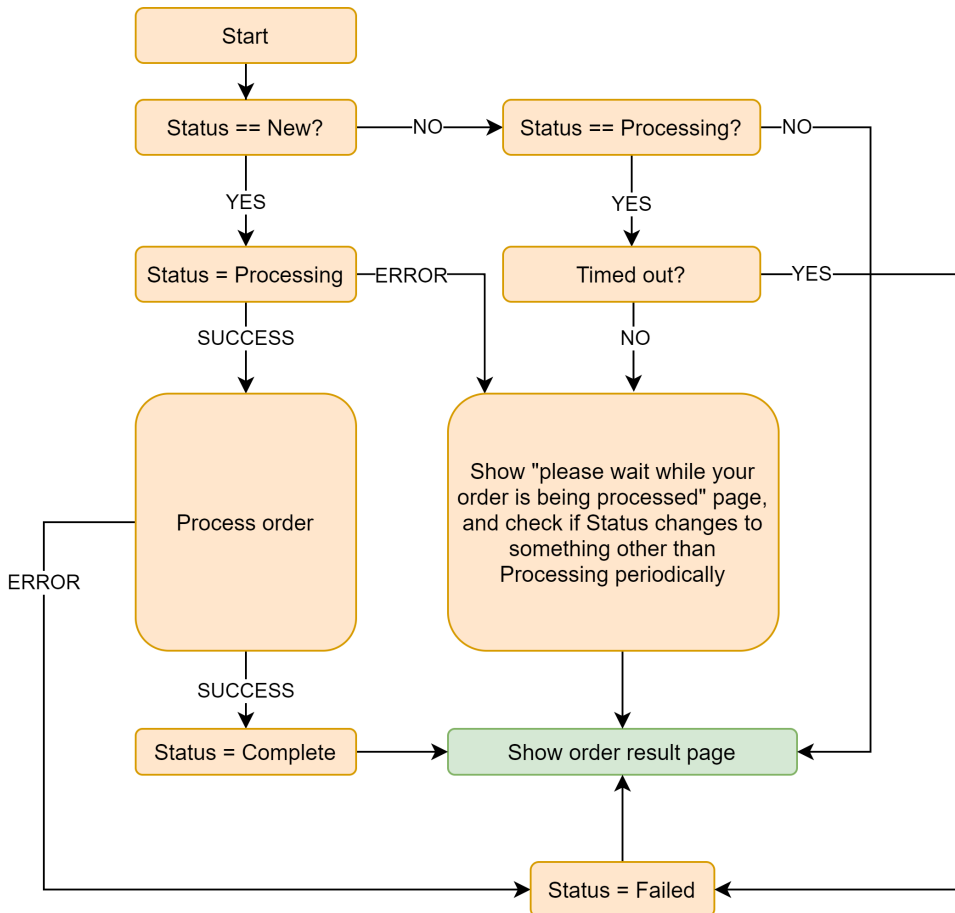 Start
Status == New?
NO
Status == Processing?
NO
YES
YES
Status = Processing
ERROR
Timed out?
YES
SUCCESS
NO
Process order
Show "please wait while your
order is being processed" page,
and check if Status changes to
something other than
Processing periodically
ERROR
SUCCESS
Status = Complete
Show order result page
Status = Failed